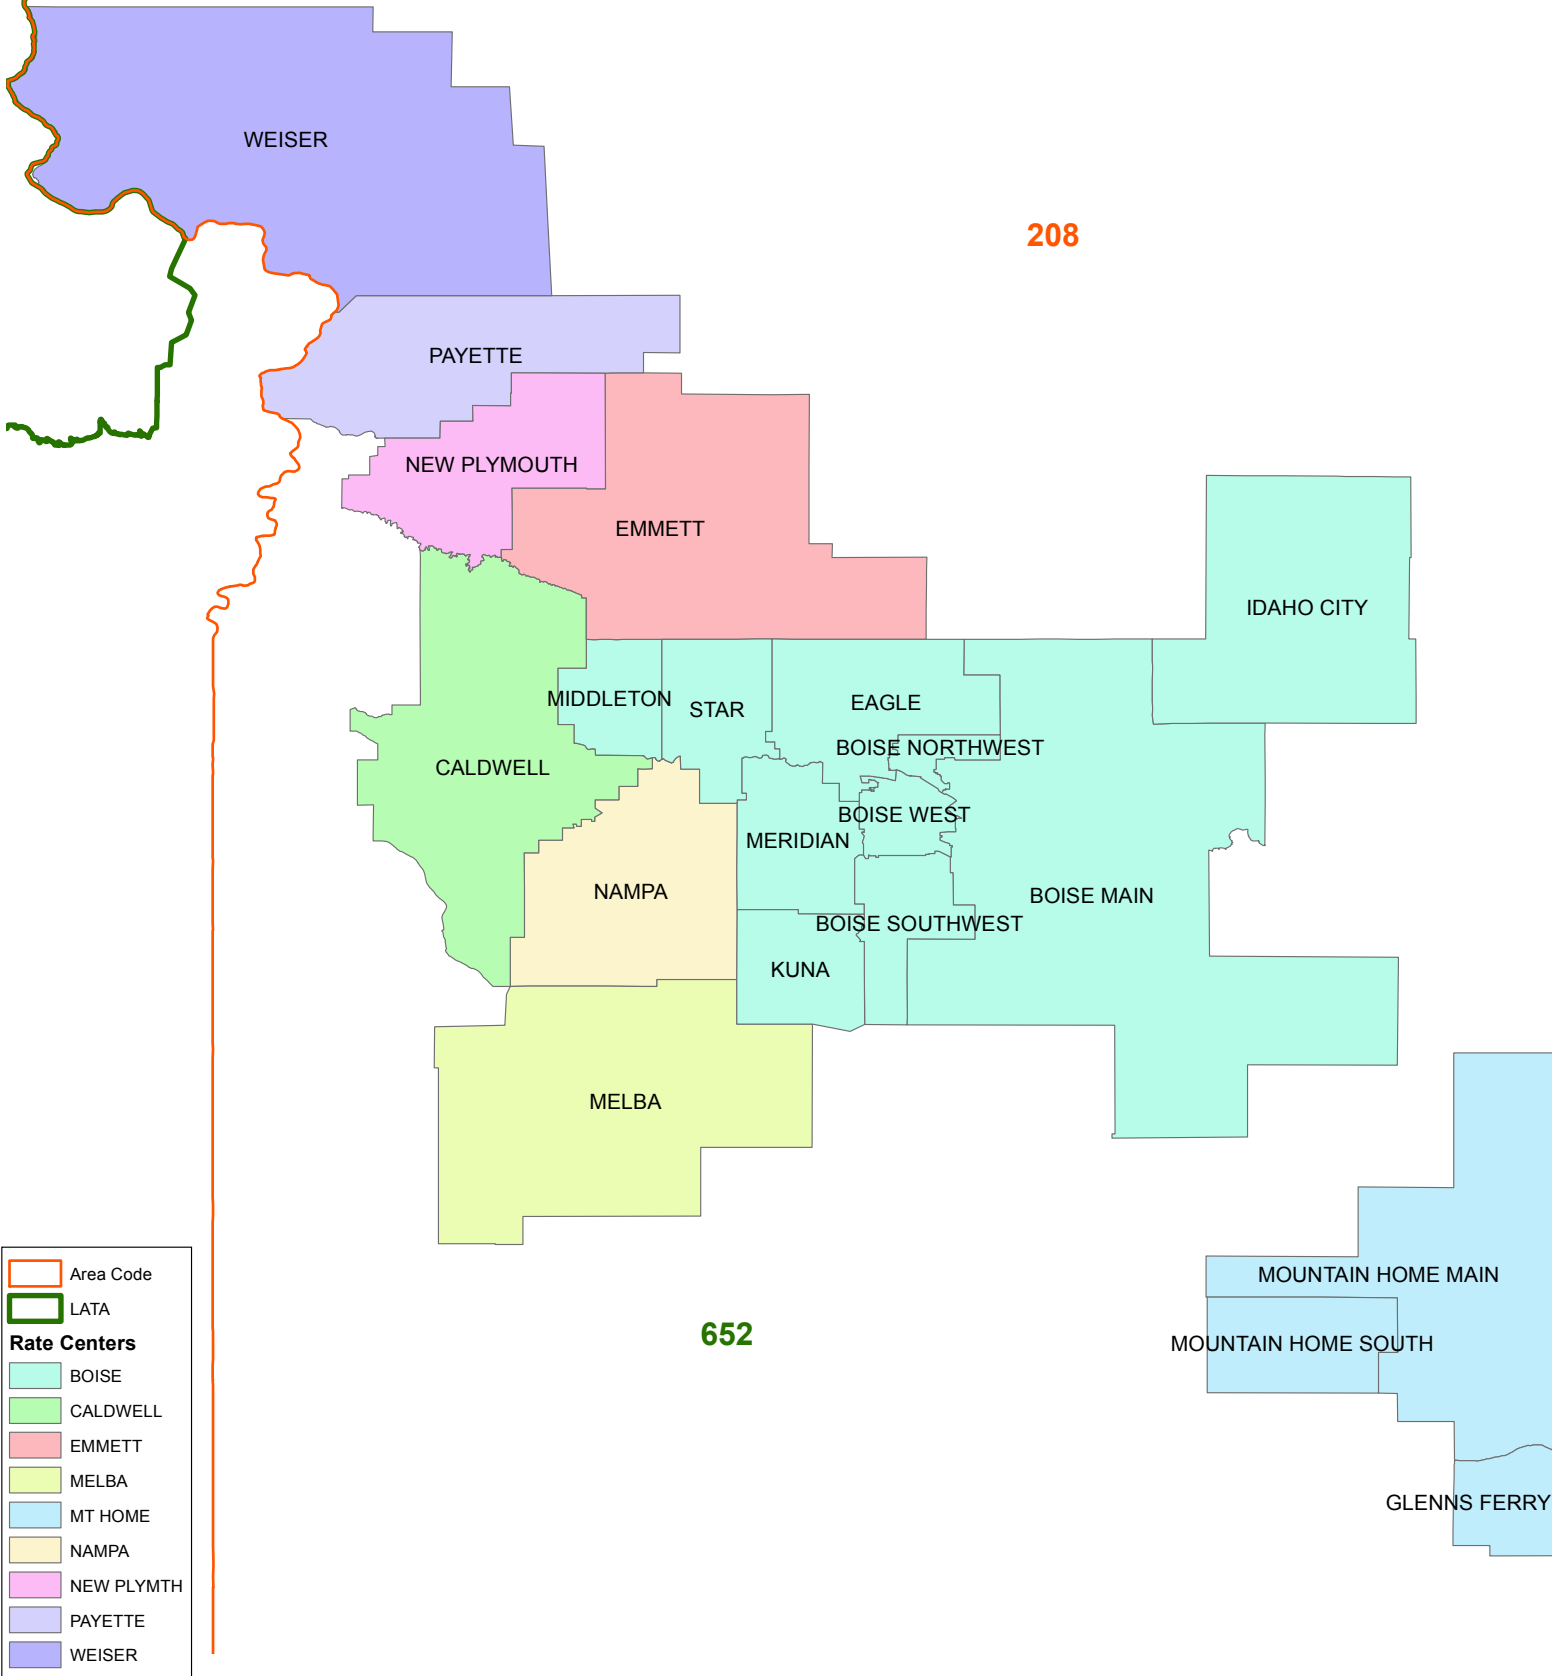 WEISER
208
PAYETTE
NEW PLYMOUTH
EMMETT
IDAHO CITY
MIDDLETON
STAR
EAGLE
BOISE NORTHWEST
CALDWELL
BOISE WEST
MERIDIAN
NAMPA
BOISE MAIN
BOISE SOUTHWEST
KUNA
MELBA
MOUNTAIN HOME MAIN
652
MOUNTAIN HOME SOUTH
GLENNS FERRY
Area Code
LATA
Rate Centers
BOISE
CALDWELL
EMMETT
MELBA
MT HOME
NAMPA
NEW PLYMTH
PAYETTE
WEISER